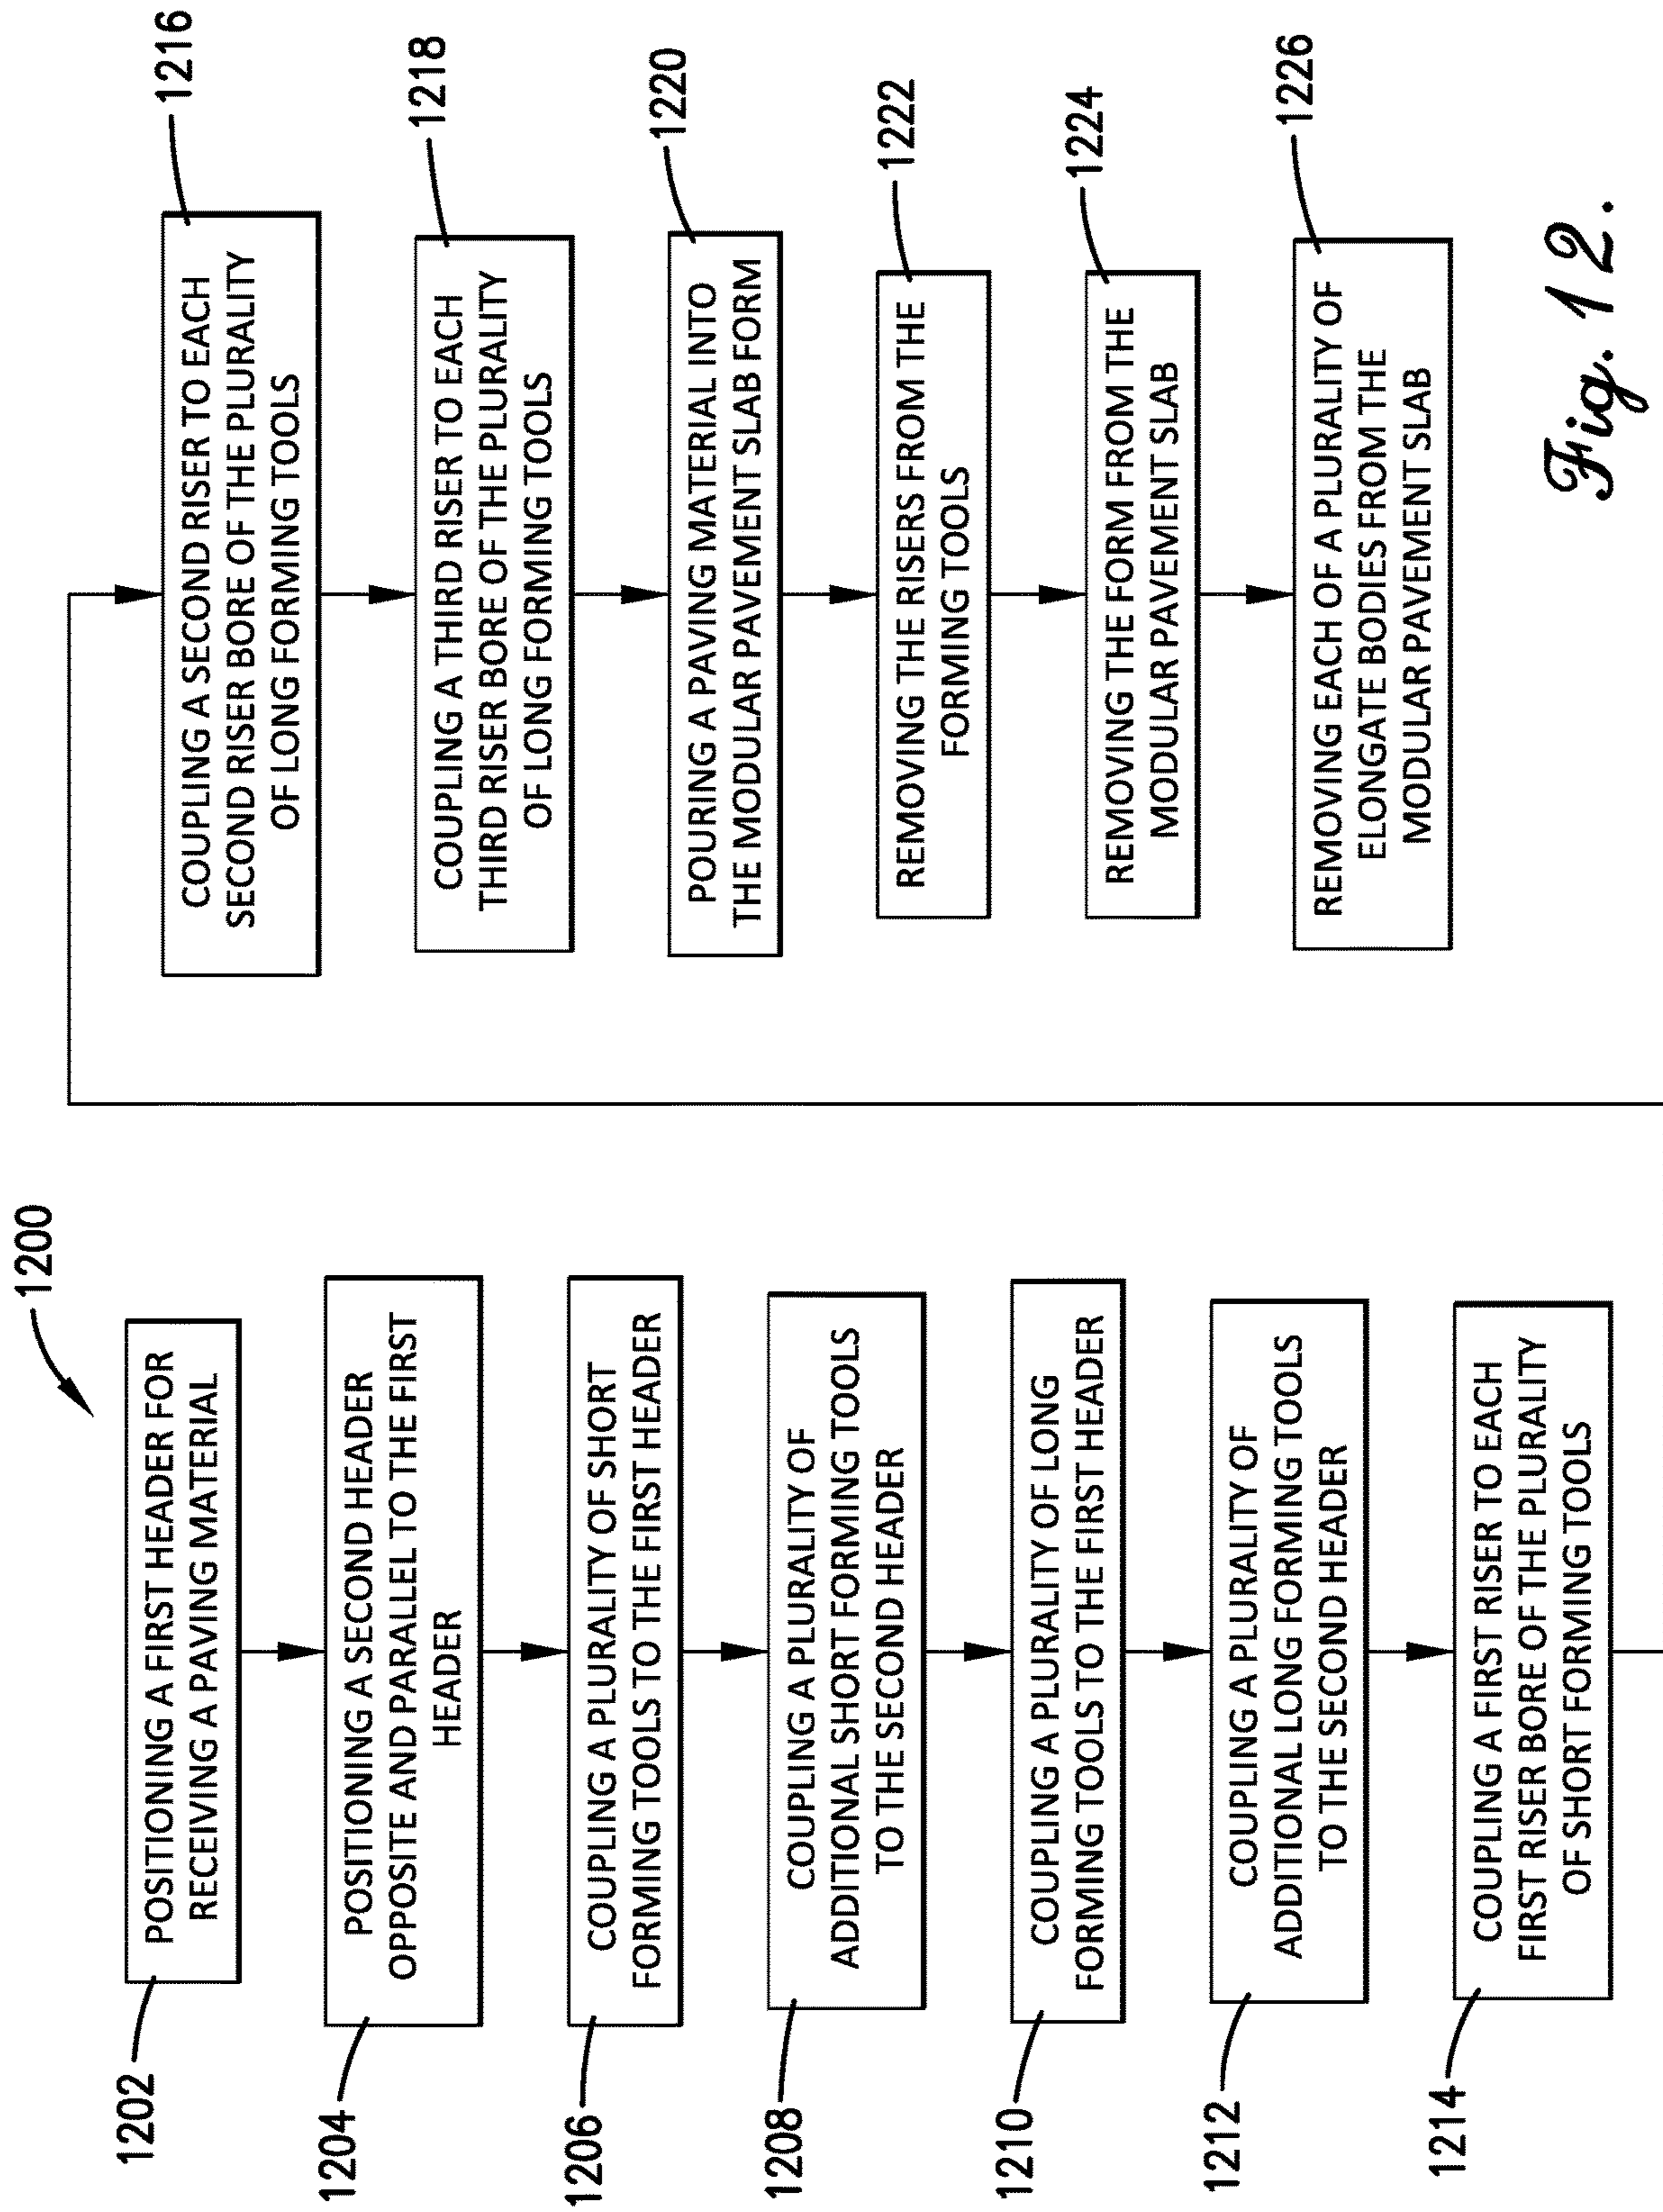 1200
1202
POSITIONING A FIRST HEADER FOR
RECEIVING A PAVING MATERIAL
1204
POSITIONING A SECOND HEADER
OPPOSITE AND PARALLEL TO THE FIRST
HEADER
1206
COUPLING A PLURALITY OF SHORT
FORMING TOOLS TO THE FIRST HEADER
1208
COUPLING A PLURALITY OF
ADDITIONAL SHORT FORMING TOOLS
TO THE SECOND HEADER
1210
COUPLING A PLURALITY OF LONG
FORMING TOOLS TO THE FIRST HEADER
1212
COUPLING A PLURALITY OF
ADDITIONAL LONG FORMING TOOLS
TO THE SECOND HEADER
1214
COUPLING A FIRST RISER TO EACH
FIRST RISER BORE OF THE PLURALITY
OF SHORT FORMING TOOLS
1216
COUPLING A SECOND RISER TO EACH
SECOND RISER BORE OF THE PLURALITY
OF LONG FORMING TOOLS
1218
COUPLING A THIRD RISER TO EACH
THIRD RISER BORE OF THE PLURALITY
OF LONG FORMING TOOLS
1220
POURING A PAVING MATERIAL INTO
THE MODULAR PAVEMENT SLAB FORM
1222
REMOVING THE RISERS FROM THE
FORMING TOOLS
1224
REMOVING THE FORM FROM THE
MODULAR PAVEMENT SLAB
1226
REMOVING EACH OF A PLURALITY OF
ELONGATE BODIES FROM THE
MODULAR PAVEMENT SLAB
Fig. 12.